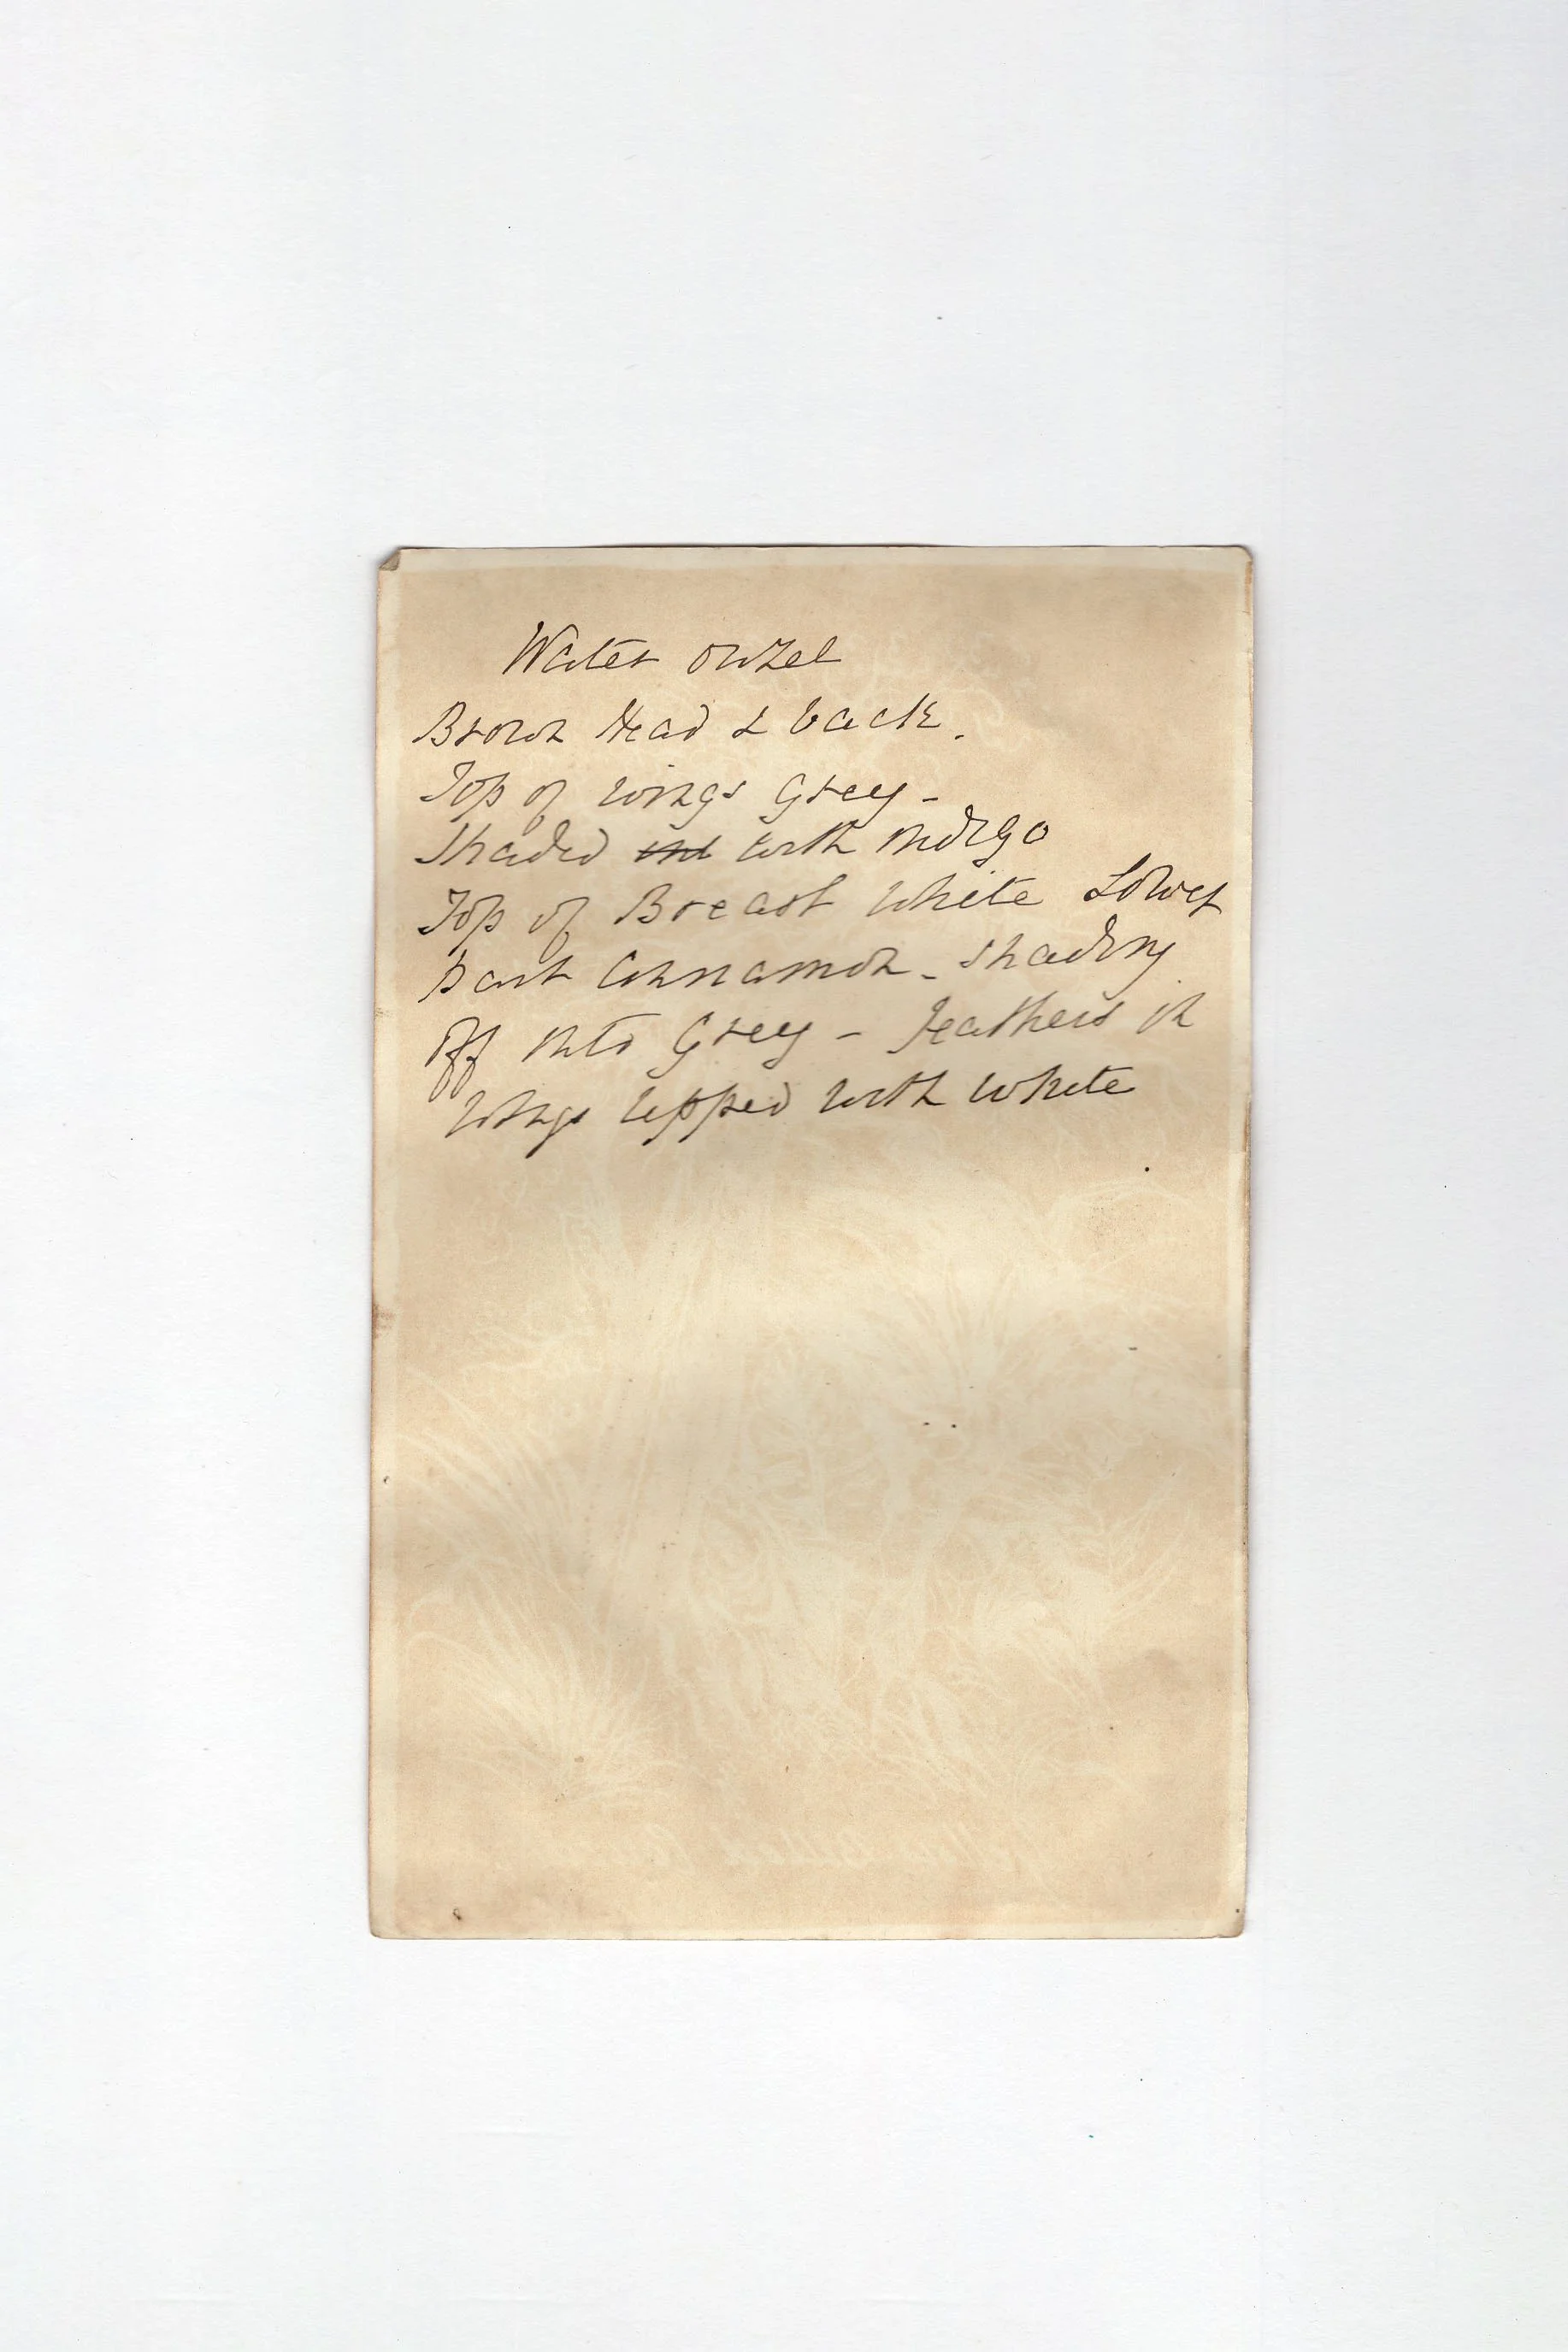 Water ouzel
Brown Head & back.
Top of wings Grey -
Shaded ind with indigo
Top of Breast white Lower
part Cinnamon - shading
off into Grey - feathers in
wings tipped with white